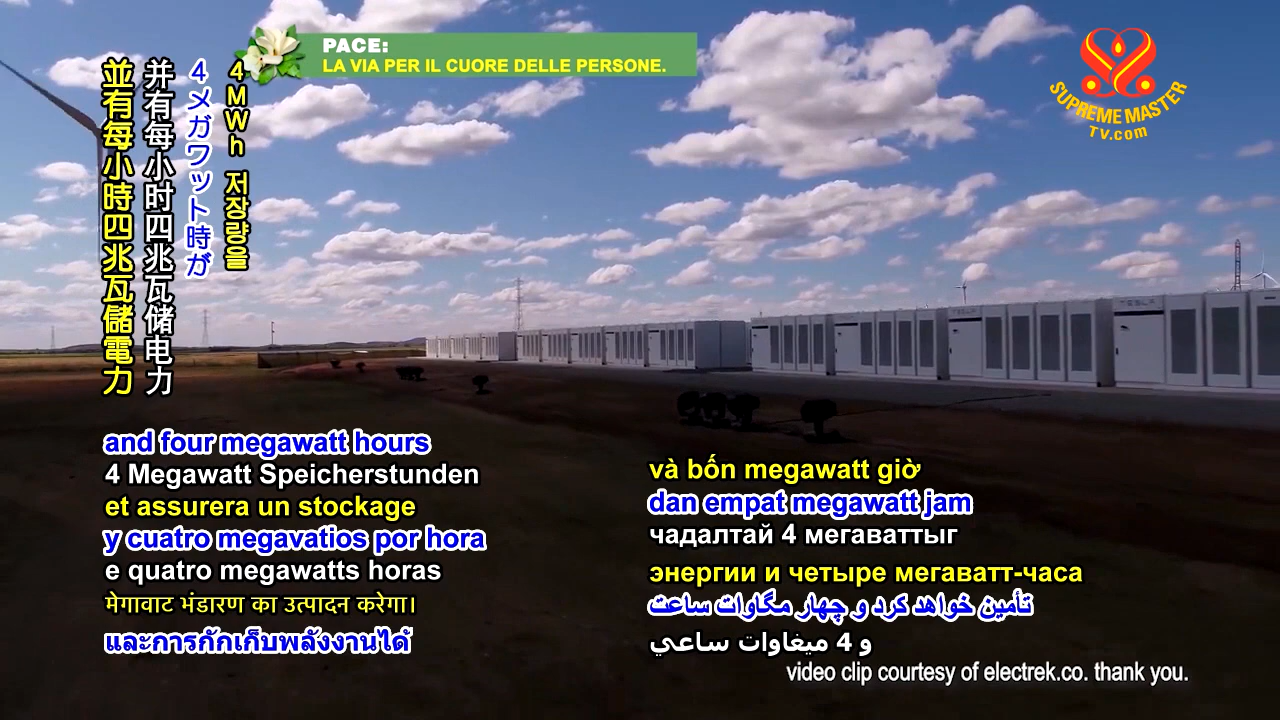 PACE:
LA VIA PER IL CUORE DELLE PERSONE.
SUPREME MASTER
TV.com
4MWh 저장량을
4メガワット時が
并有每小时四兆瓦储电力
並有每小時四兆瓦儲電力
TESLA
TESLA
and four megawatt hours
4 Megawatt Speicherstunden
et assurera un stockage
y cuatro megavatios por hora
e quatro megawatts horas
मेगावाट भंडारण का उत्पादन करेगा।
และการกักเก็บพลังงานได้
và bốn megawatt giờ
dan empat megawatt jam
чадалтай 4 мегаваттыг
энергии и четыре мегаватт-часа
تأمین خواهد کرد و چهار مگاوات ساعت
و 4 ميغاوات ساعي
video clip courtesy of electrek.co. thank you.